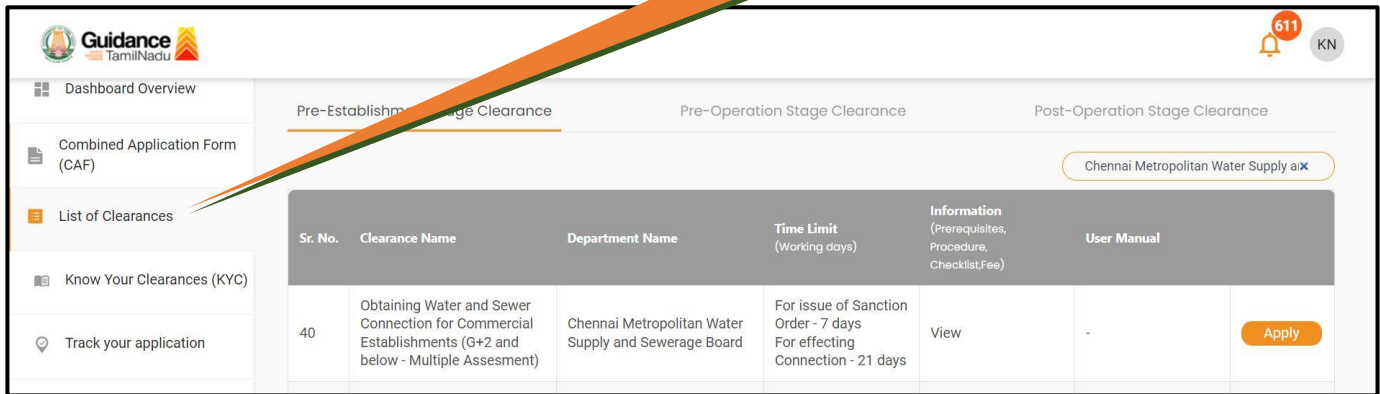 Guidance
TamilNadu
611
KN
Dashboard Overview
Combined Application Form
(CAF)
List of Clearances
Know Your Clearances (KYC)
Track your application
Pre-Establishm age Clearance
Pre-Operation Stage Clearance
Post-Operation Stage Clearance
Chennai Metropolitan Water Supply a
Sr. No.
Clearance Name
Department Name
Time Limit
(Working days)
Information
(Prerequisites,
Procedure,
Checklist,Fee)
User Manual
40
Obtaining Water and Sewer
Connection for Commercial
Establishments (G+2 and
below - Multiple Assesment)
Chennai Metropolitan Water
Supply and Sewerage Board
For issue of Sanction
Order - 7 days
For effecting
Connection - 21 days
View
-
Apply